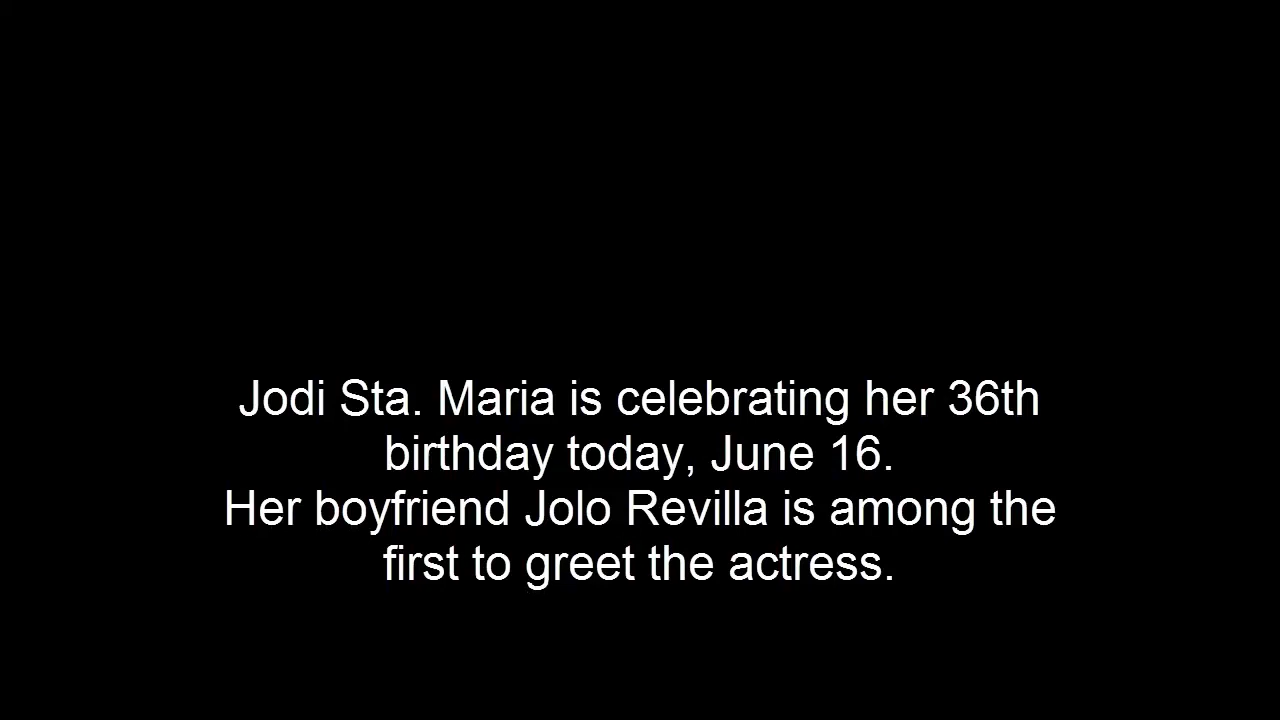 Jodi Sta. Maria is celebrating her 36th
birthday today, June 16.
Her boyfriend Jolo Revilla is among the
first to greet the actress.